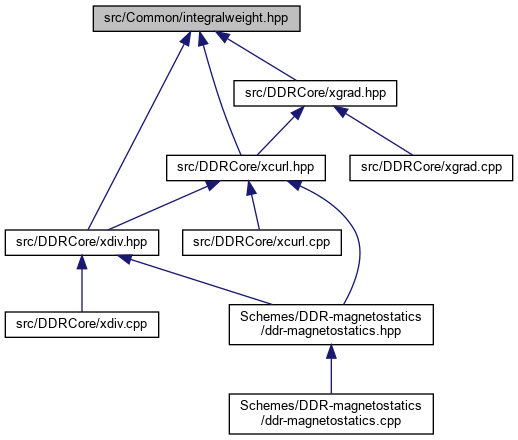 src/Common/integralweight.hpp
src/DDRCore/xgrad.hpp
src/DDRCore/xcurl.hpp
src/DDRCore/xgrad.cpp
src/DDRCore/xdiv.hpp
src/DDRCore/xcurl.cpp
src/DDRCore/xdiv.cpp
Schemes/DDR-magnetostatics
/ddr-magnetostatics.hpp
Schemes/DDR-magnetostatics
/ddr-magnetostatics.cpp